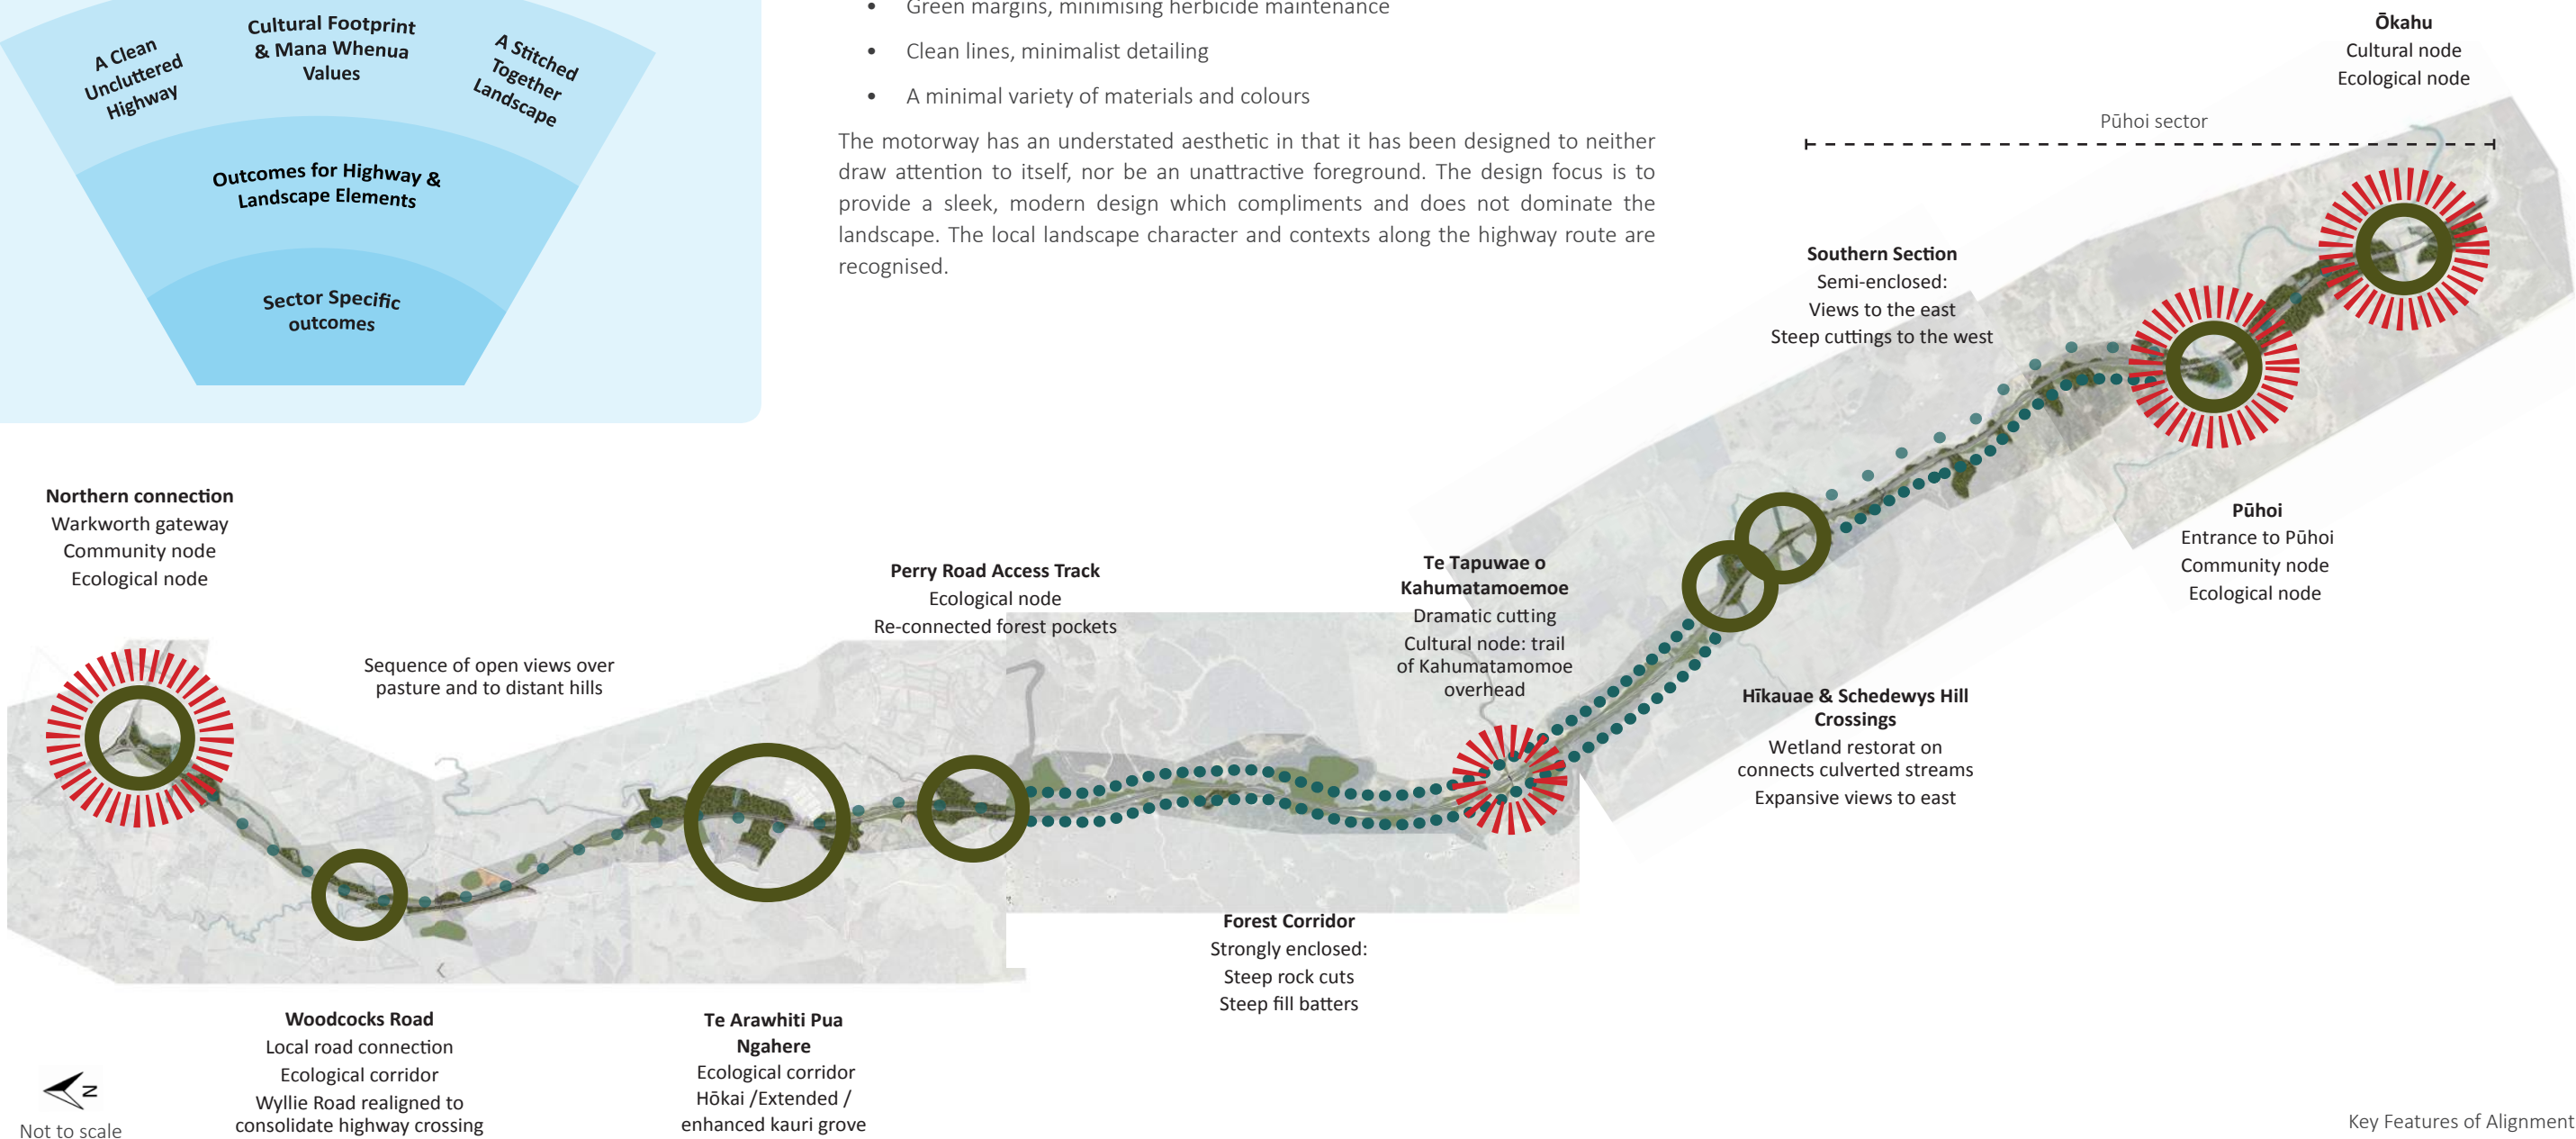 A Clean
Uncluttered
Highway
Cultural Footprint
& Mana Whenua
Values
A Stitched
Together
Landscape
Outcomes for Highway &
Landscape Elements
Sector Specific
outcomes
• Green margins, minimising herbicide maintenance
• Clean lines, minimalist detailing
• A minimal variety of materials and colours
The motorway has an understated aesthetic in that it has been designed to neither
draw attention to itself, nor be an unattractive foreground. The design focus is to
provide a sleek, modern design which compliments and does not dominate the
landscape. The local landscape character and contexts along the highway route are
recognised.
Ōkahu
Cultural node
Ecological node
Pūhoi sector
Southern Section
Semi-enclosed:
Views to the east
Steep cuttings to the west
Northern connection
Warkworth gateway
Community node
Ecological node
Sequence of open views over
pasture and to distant hills
Perry Road Access Track
Ecological node
Re-connected forest pockets
Te Tapuwae o
Kahumatamoemoe
Dramatic cutting
Cultural node: trail
of Kahumatamomoe
overhead
Pūhoi
Entrance to Pūhoi
Community node
Ecological node
Hīkauae & Schedewys Hill
Crossings
Wetland restorat on
connects culverted streams
Expansive views to east
Forest Corridor
Strongly enclosed:
Steep rock cuts
Steep fill batters
Woodcocks Road
Local road connection
Ecological corridor
Wyllie Road realigned to
consolidate highway crossing
Te Arawhiti Pua
Ngahere
Ecological corridor
Hōkai /Extended /
enhanced kauri grove
N
Not to scale
Key Features of Alignment